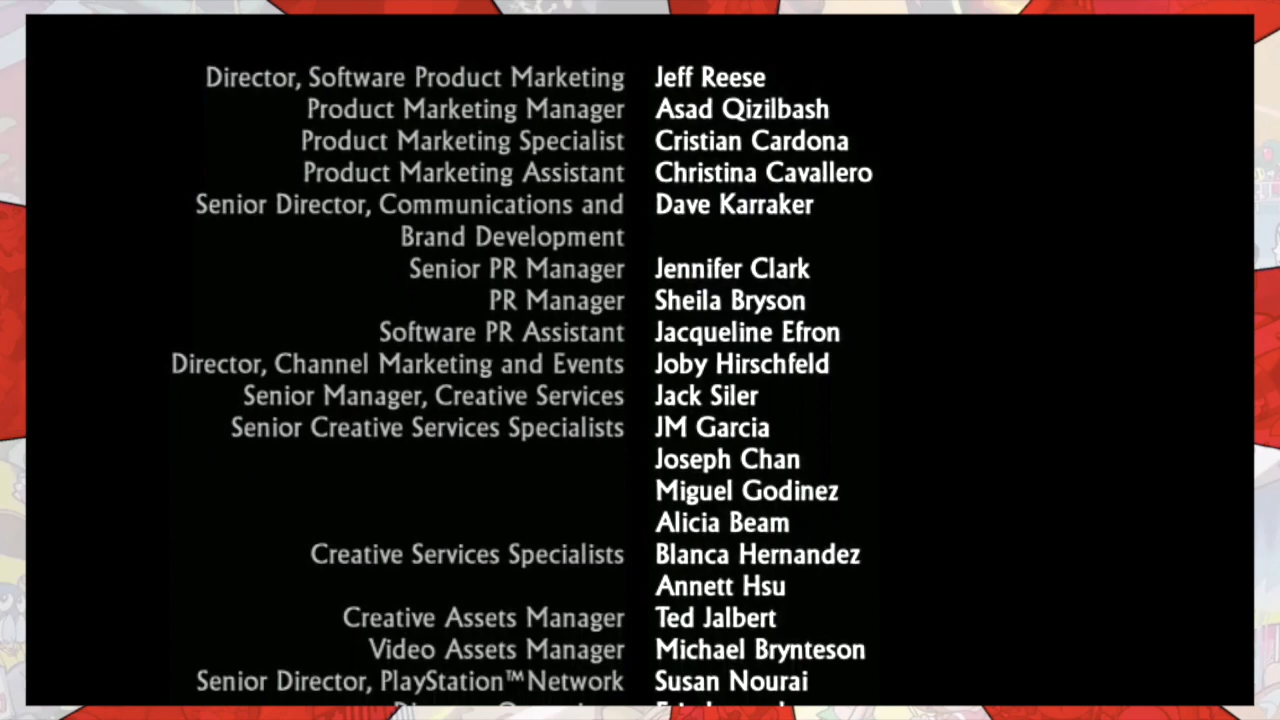 Director, Software Product Marketing Jeff Reese
Product Marketing Manager Asad Qizilbash
Product Marketing Specialist Cristian Cardona
Product Marketing Assistant Christina Cavallero
Senior Director, Communications and Dave Karraker
Brand Development
Senior PR Manager Jennifer Clark
PR Manager Sheila Bryson
Software PR Assistant Jacqueline Efron
Director, Channel Marketing and Events Joby Hirschfeld
Senior Manager, Creative Services Jack Siler
Senior Creative Services Specialists JM Garcia
Joseph Chan
Miguel Godinez
Alicia Beam
Creative Services Specialists Blanca Hernandez
Annett Hsu
Creative Assets Manager Ted Jalbert
Video Assets Manager Michael Brynteson
Senior Director, PlayStation™Network Susan Nourai